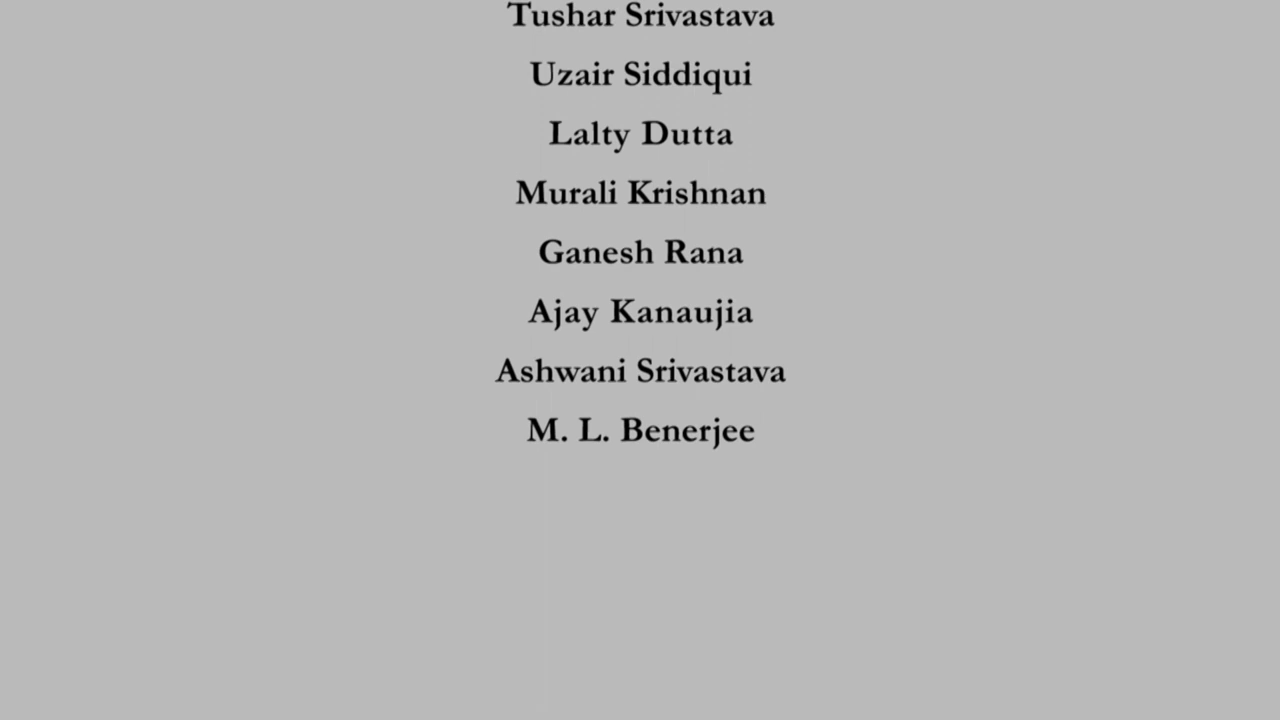 Tushar Srivastava
Uzair Siddiqui
Lalty Dutta
Murali Krishnan
Ganesh Rana
Ajay Kanaujia
Ashwani Srivastava
M. L. Benerjee